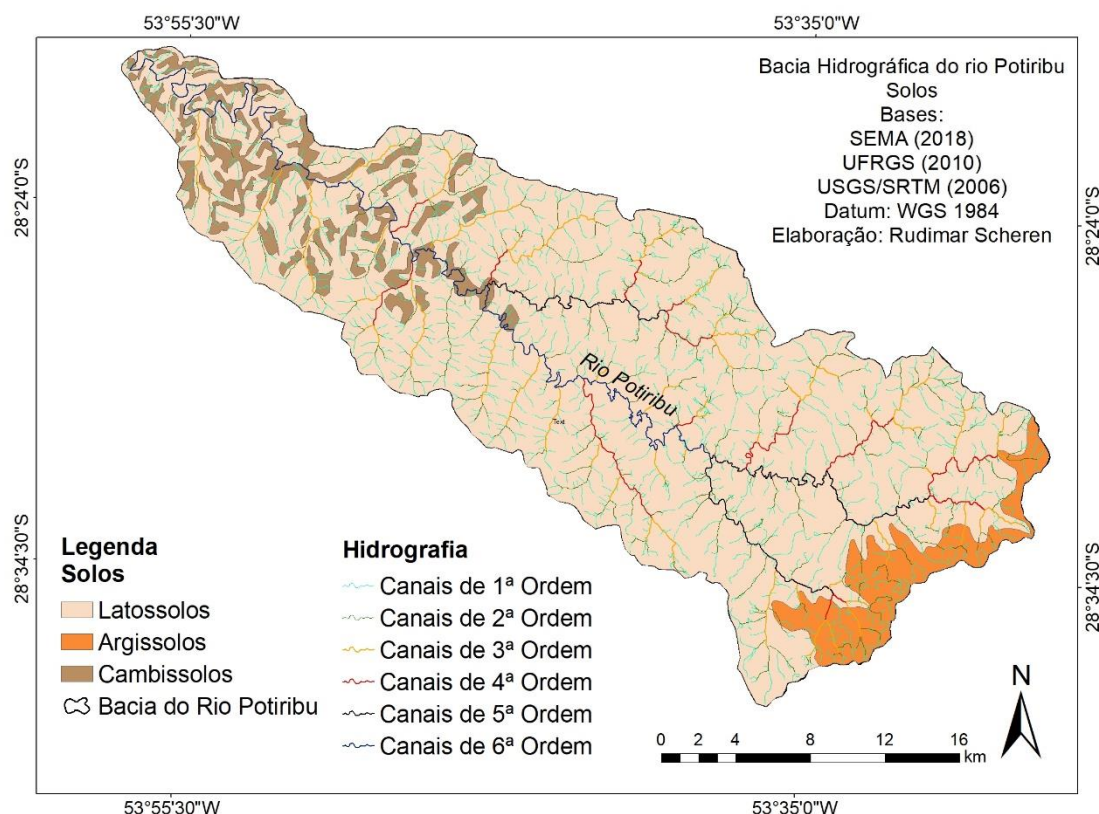 53°55'30"W
53°35'0"W
Bacia Hidrográfica do rio Potiribu
Solos
Bases:
SEMA (2018)
UFRGS (2010)
USGS/SRTM (2006)
Datum: WGS 1984
Elaboração: Rudimar Scheren
28°24'0"S
28°24'0"S
Rio Potiribu
Text
28°34'30"S
28°34'30"S
Legenda
Solos
Latossolos
Argissolos
Cambissolos
Bacia do Rio Potiribu
Hidrografia
Canais de 1ª Ordem
Canais de 2ª Ordem
Canais de 3ª Ordem
Canais de 4ª Ordem
Canais de 5ª Ordem
Canais de 6ª Ordem
N
0 2 4 8 12 16
km
53°55'30"W
53°35'0"W